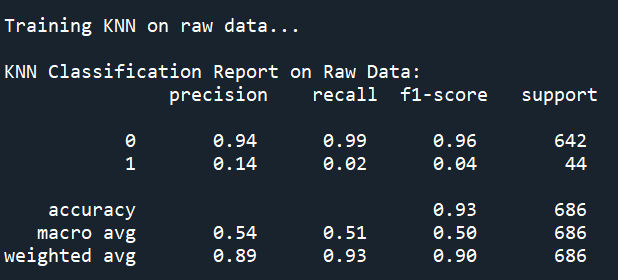 Training KNN on raw data...
KNN Classification Report on Raw Data:
precision recall f1-score support
0 0.94 0.99 0.96 642
1 0.14 0.02 0.04 44
accuracy 0.93 686
macro avg 0.54 0.51 0.50 686
weighted avg 0.89 0.93 0.90 686